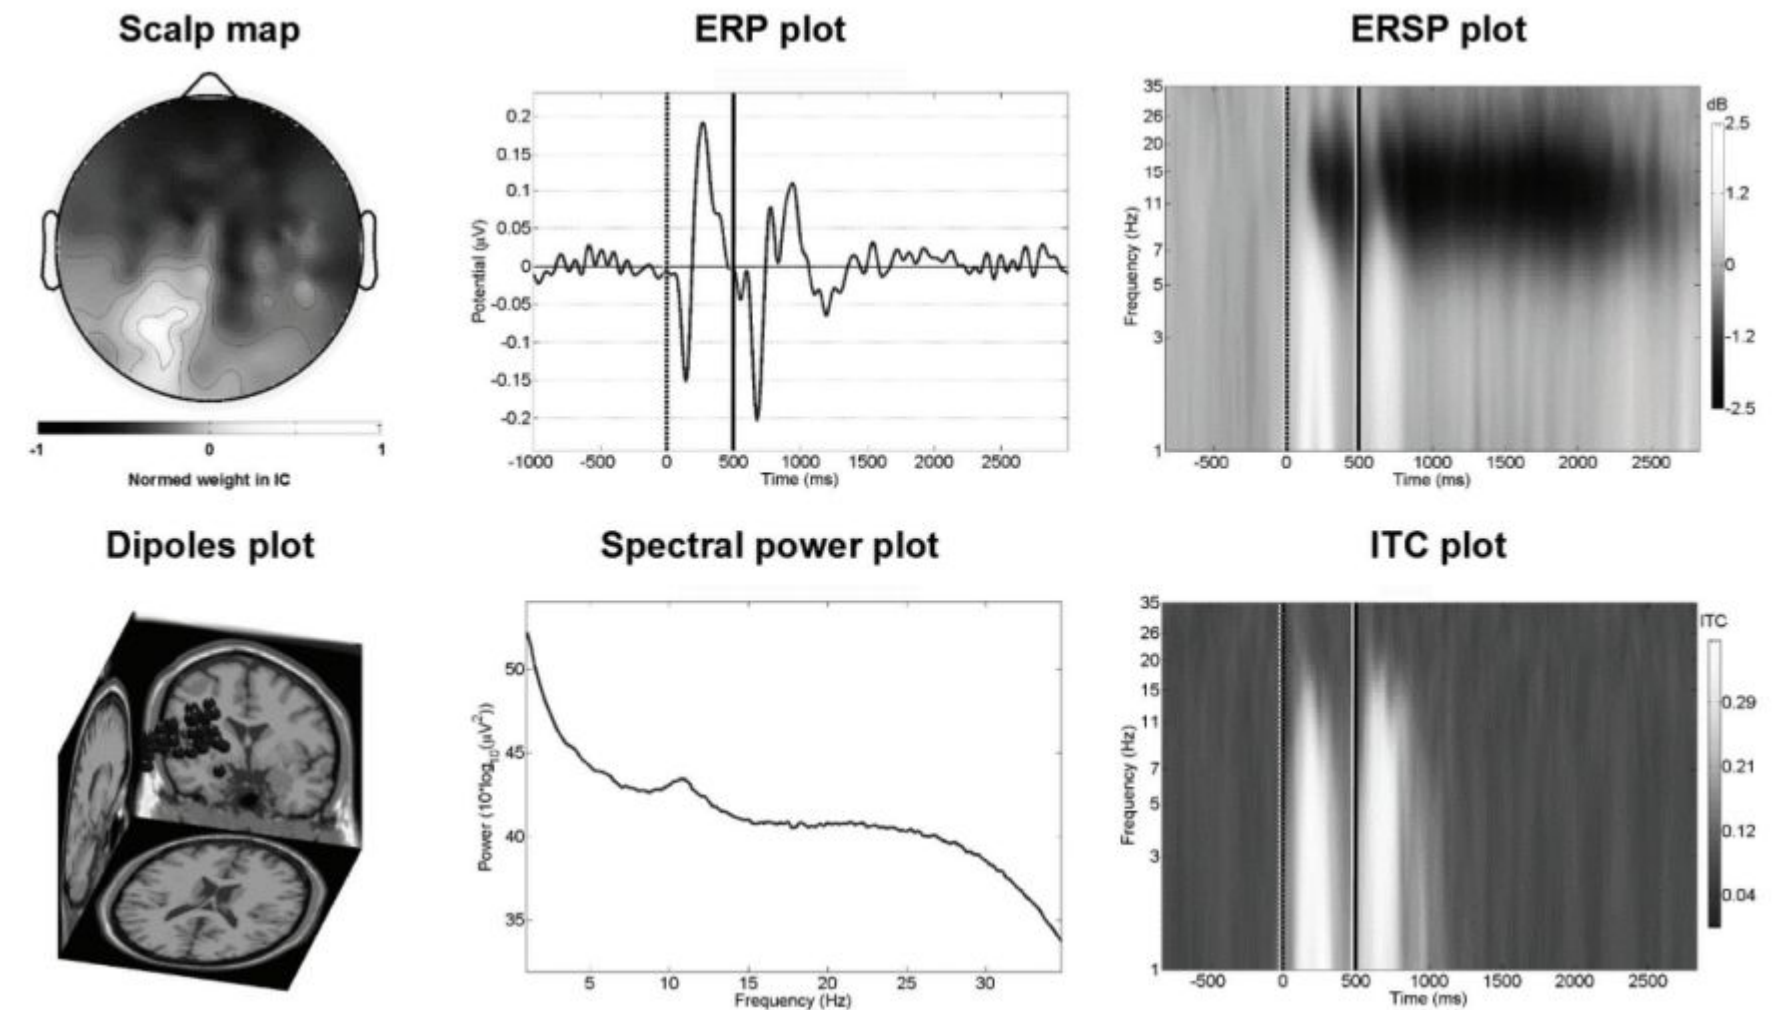 Scalp map
-1
0
1
Normed weight in IC
ERP plot
Potential (µV)
0.2
0.15
0.1
0.05
0
-0.05
-0.1
-0.15
-0.2
-1000 -500 0 500 1000 1500 2000 2500
Time (ms)
ERSP plot
Frequency (Hz)
35
26
20
15
11
7
5
3
1
-500 0 500 1000 1500 2000 2500
Time (ms)
dB
2.5
1.2
0
-1.2
-2.5
Dipoles plot
Spectral power plot
Power (10*log10(µV2))
50
45
40
35
5 10 15 20 25 30
Frequency (Hz)
ITC plot
Frequency (Hz)
35
26
20
15
11
7
5
3
1
-500 0 500 1000 1500 2000 2500
Time (ms)
ITC
0.29
0.21
0.12
0.04